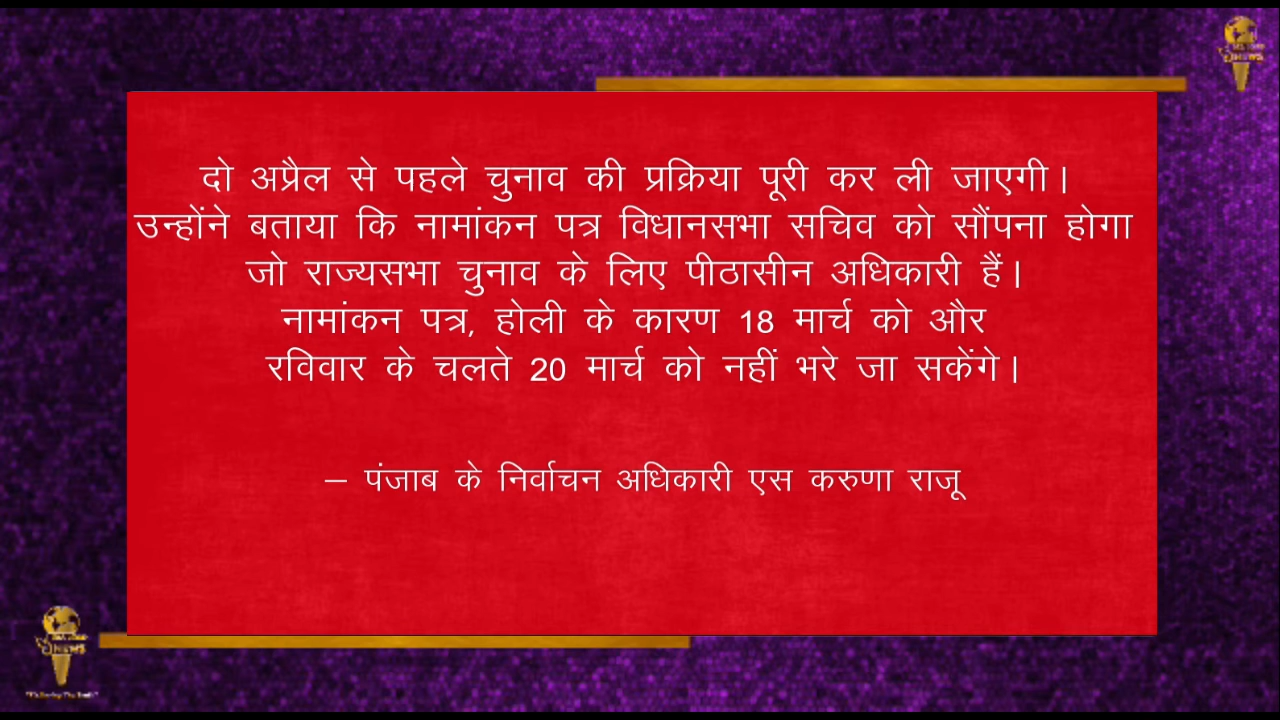 दो अप्रैल से पहले चुनाव की प्रक्रिया पूरी कर ली जाएगी।
उन्होंने बताया कि नामांकन पत्र विधानसभा सचिव को सौंपना होगा
जो राज्यसभा चुनाव के लिए पीठासीन अधिकारी हैं।
नामांकन पत्र, होली के कारण 18 मार्च को और
रविवार के चलते 20 मार्च को नहीं भरे जा सकेंगे।
– पंजाब के निर्वाचन अधिकारी एस करुणा राजू